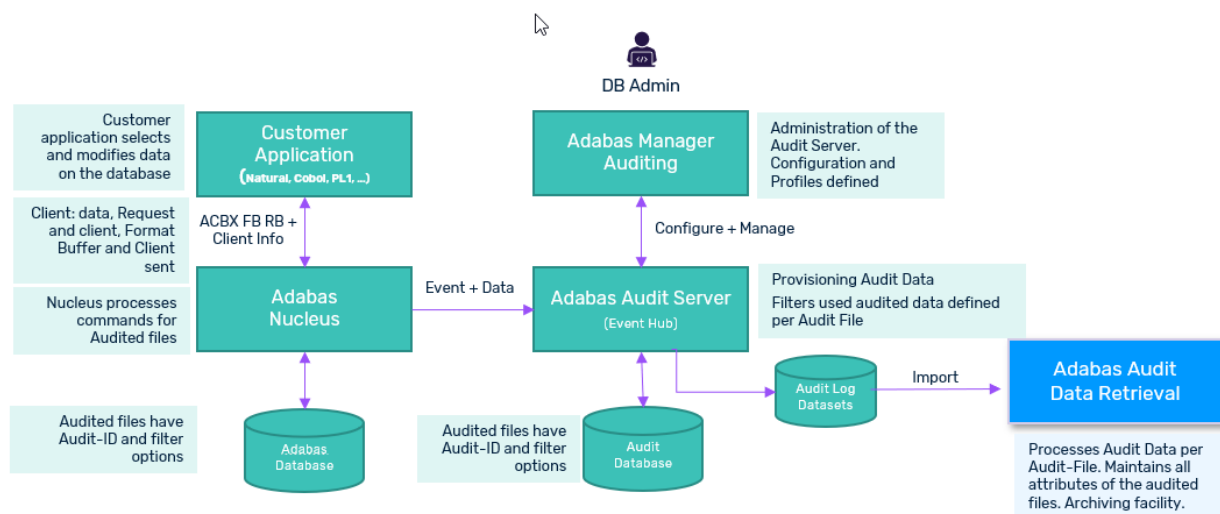 DB Admin
Customer
application selects
and modifies data
on the database
Customer
Application
(Natural, Cobol, PL1, ...)
Adabas Manager
Auditing
Administration of the
Audit Server.
Configuration and
Profiles defined
Client: data, Request
and client, Format
Buffer and Client
sent
ACBX FB RB +
Client Info
Configure + Manage
Nucleus processes
commands for
Audited files
Adabas
Nucleus
Event + Data
Adabas Audit Server
(Event Hub)
Provisioning Audit Data
Filters used audited data defined
per Audit File
Audit Log
Datasets
Import
Adabas Audit
Data Retrieval
Audited files have
Audit-ID and filter
options
Adabas
Database
Audited files have
Audit-ID and filter
options
Audit
Database
Processes Audit Data per
Audit-File. Maintains all
attributes of the audited
files. Archiving facility.